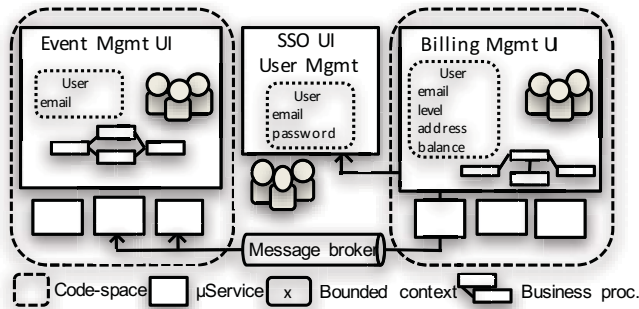 Event Mgmt UI
User
email
SSO UI
User Mgmt
User
email
password
Billing Mgmt U
User
email
level
address
balance
Message broker
Code-space
µService
x
Bounded context
Business proc.